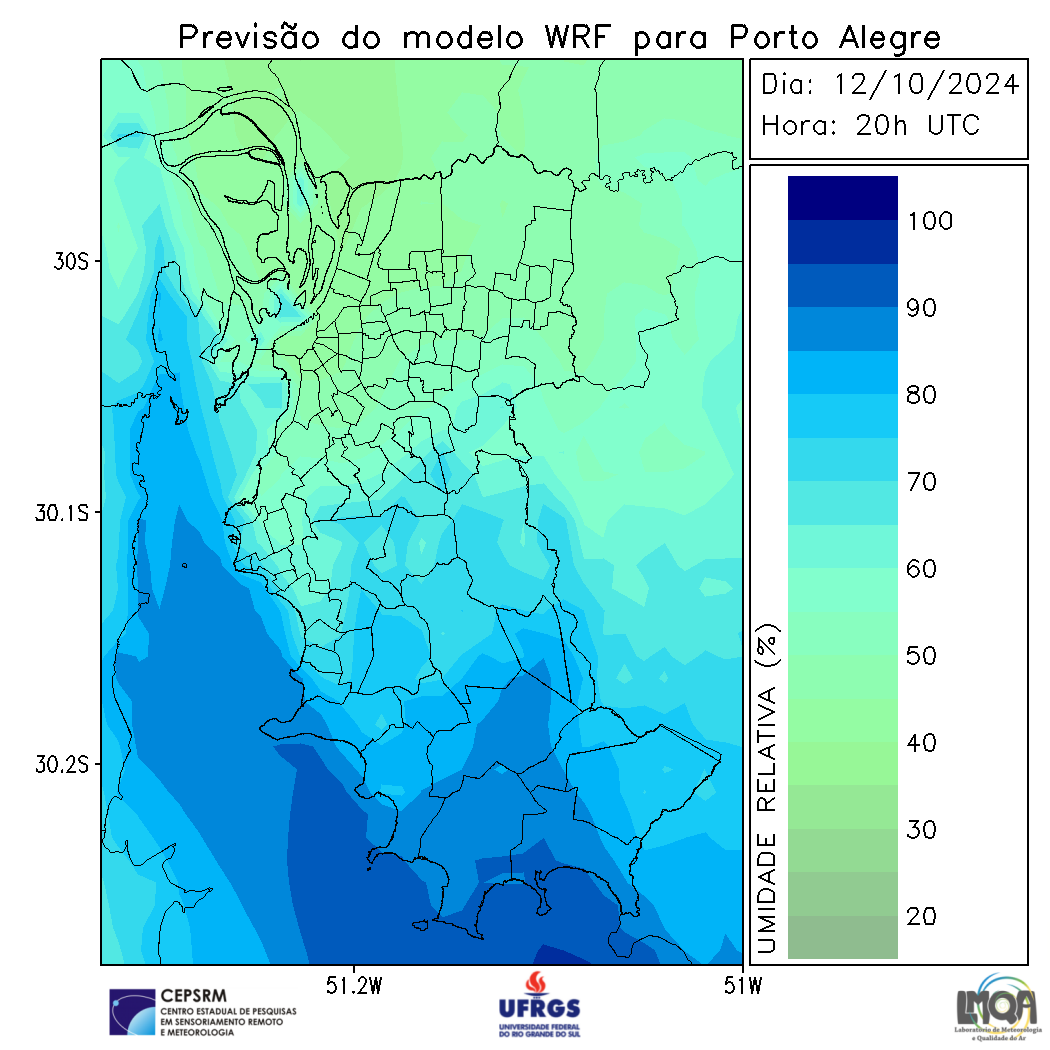 Previsão do modelo WRF para Porto Alegre
Dia: 12/10/2024
Hora: 20h UTC
30S
30.1S
30.2S
51.2W
51W
UMIDADE RELATIVA (%)
100
90
80
70
60
50
40
30
20
CEPSRM
CENTRO ESTADUAL DE PESQUISAS
EM SENSORIAMENTO REMOTO
E METEOROLOGIA
UFRGS
UNIVERSIDADE FEDERAL
DO RIO GRANDE DO SUL
LMQA
Laboratório de Meteorologia
e Qualidade do Ar